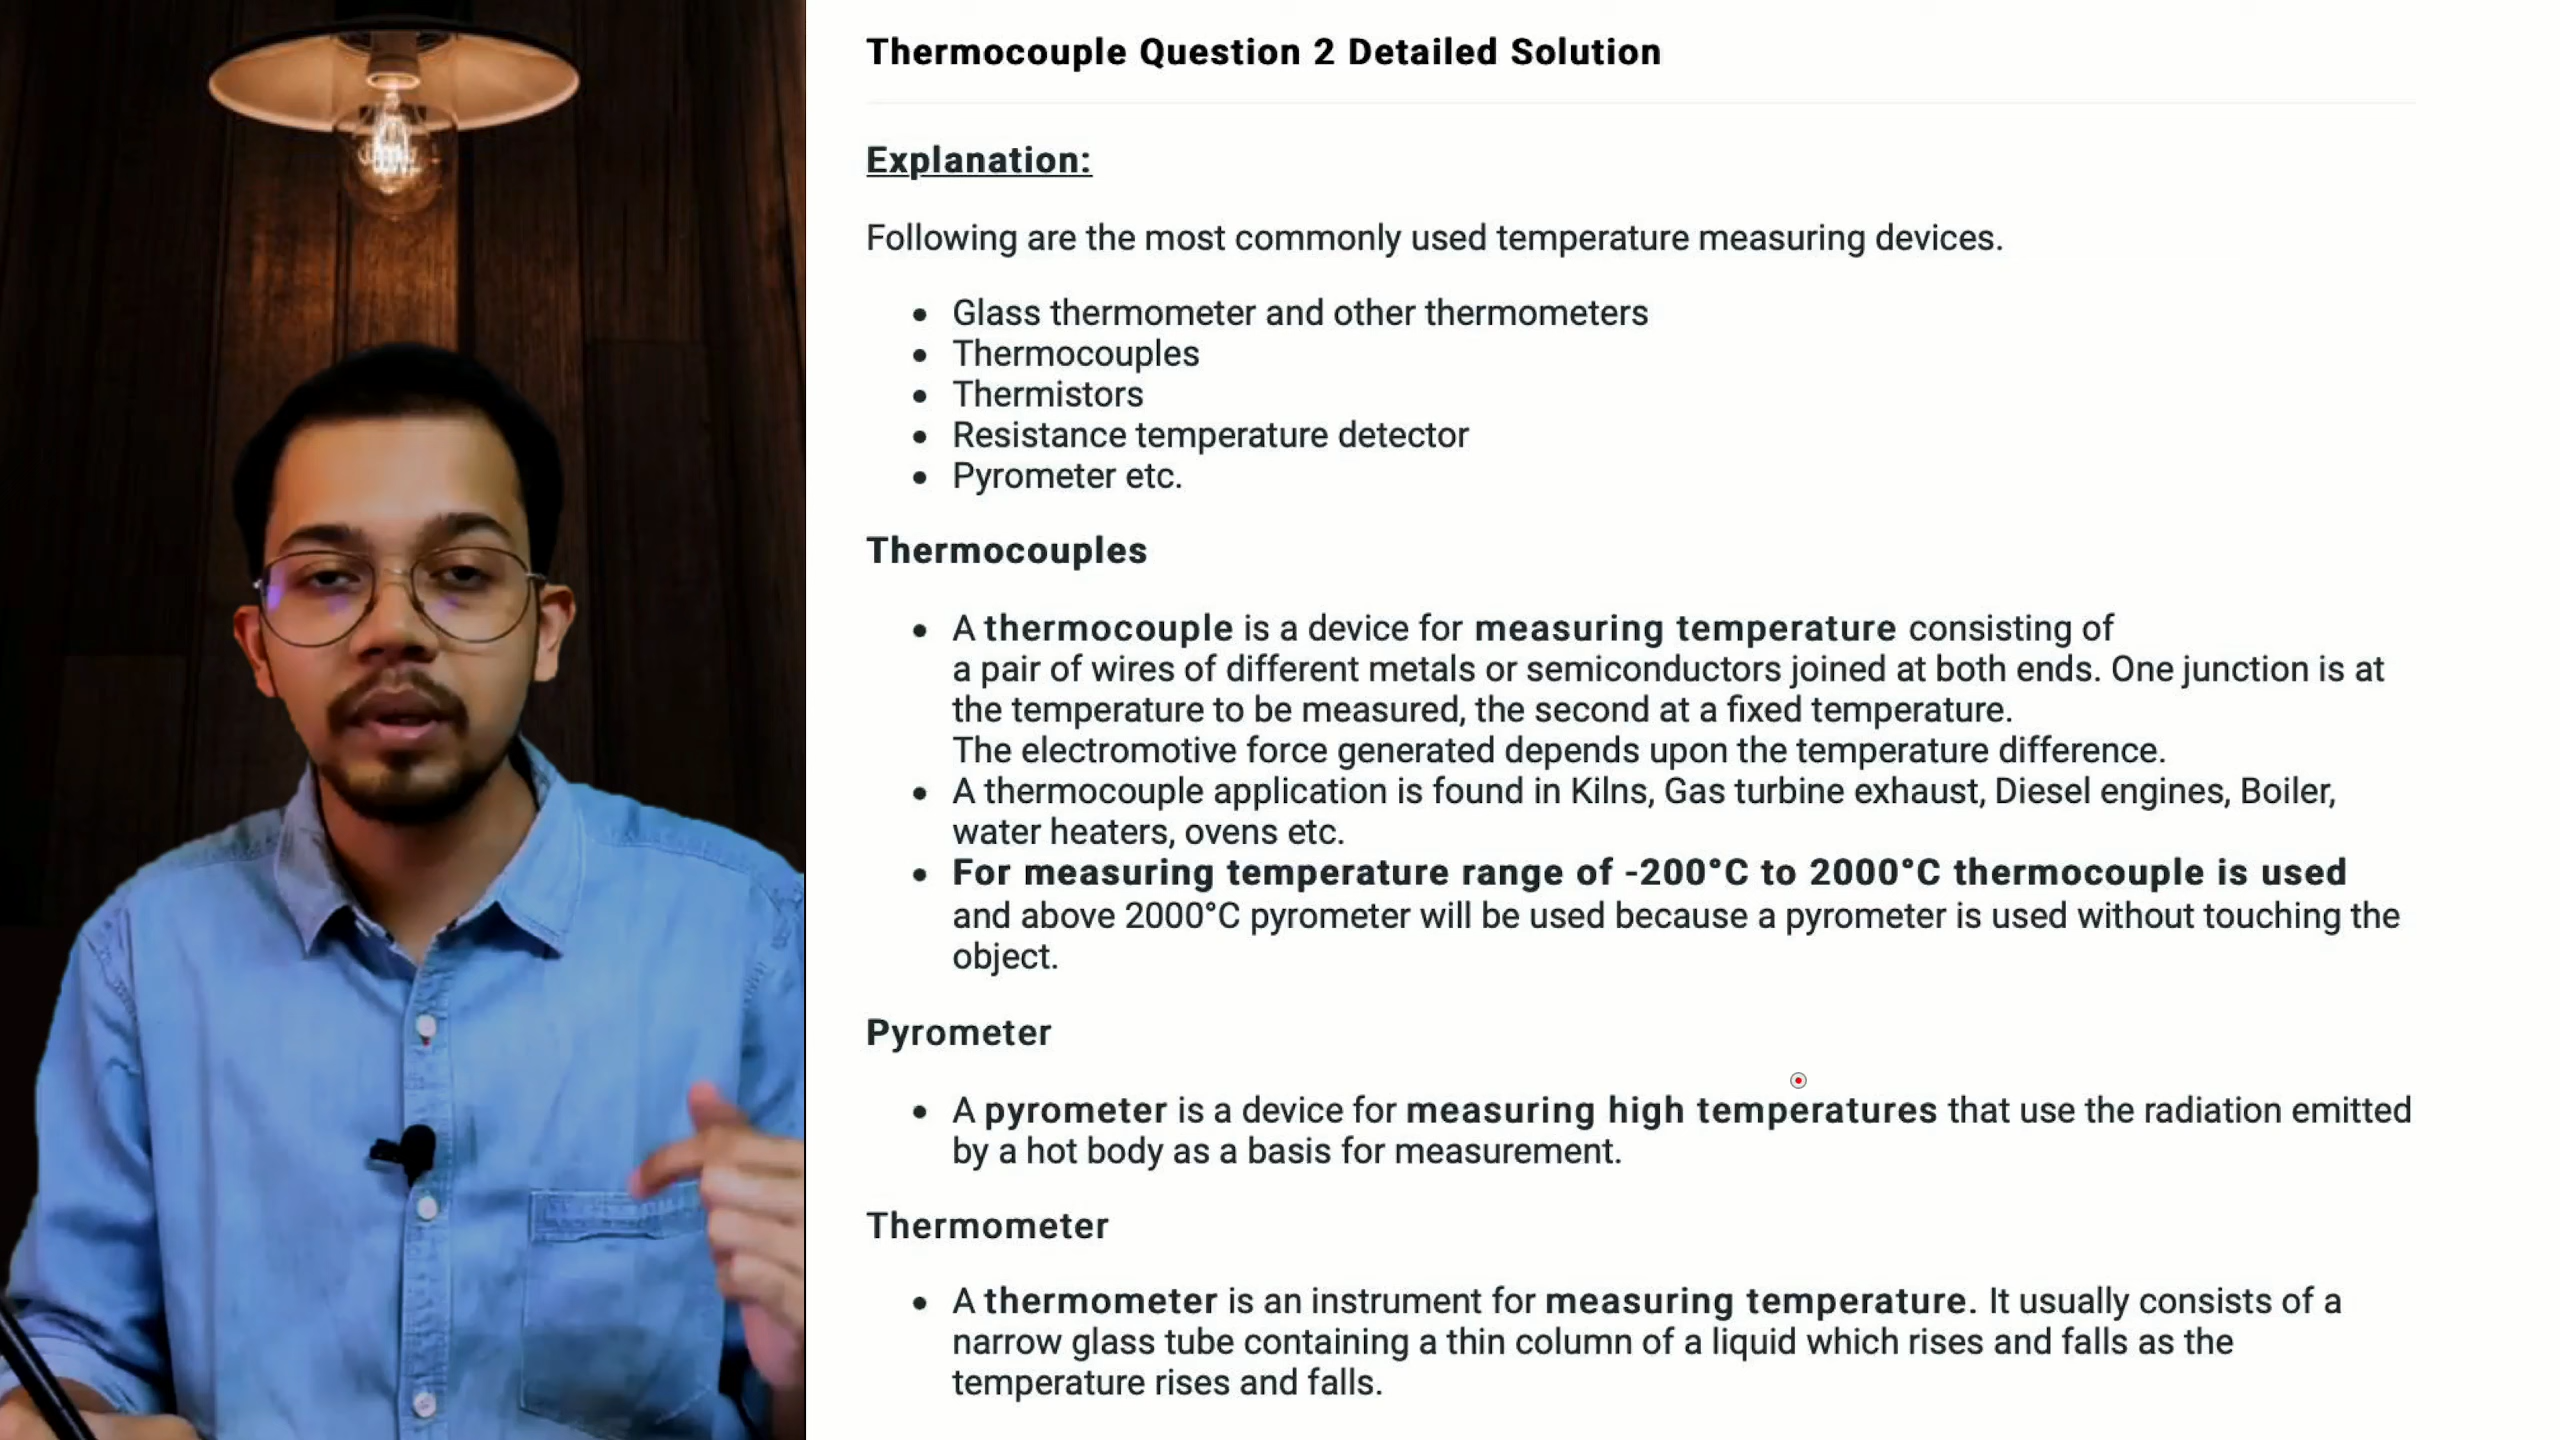 Thermocouple Question 2 Detailed Solution
Explanation:
Following are the most commonly used temperature measuring devices.
• Glass thermometer and other thermometers
• Thermocouples
• Thermistors
• Resistance temperature detector
• Pyrometer etc.
Thermocouples
• A thermocouple is a device for measuring temperature consisting of
a pair of wires of different metals or semiconductors joined at both ends. One junction is at
the temperature to be measured, the second at a fixed temperature.
The electromotive force generated depends upon the temperature difference.
• A thermocouple application is found in Kilns, Gas turbine exhaust, Diesel engines, Boiler,
water heaters, ovens etc.
• For measuring temperature range of -200°C to 2000°C thermocouple is used
and above 2000°C pyrometer will be used because a pyrometer is used without touching the
object.
Pyrometer
• A pyrometer is a device for measuring high temperatures that use the radiation emitted
by a hot body as a basis for measurement.
Thermometer
• A thermometer is an instrument for measuring temperature. It usually consists of a
narrow glass tube containing a thin column of a liquid which rises and falls as the
temperature rises and falls.